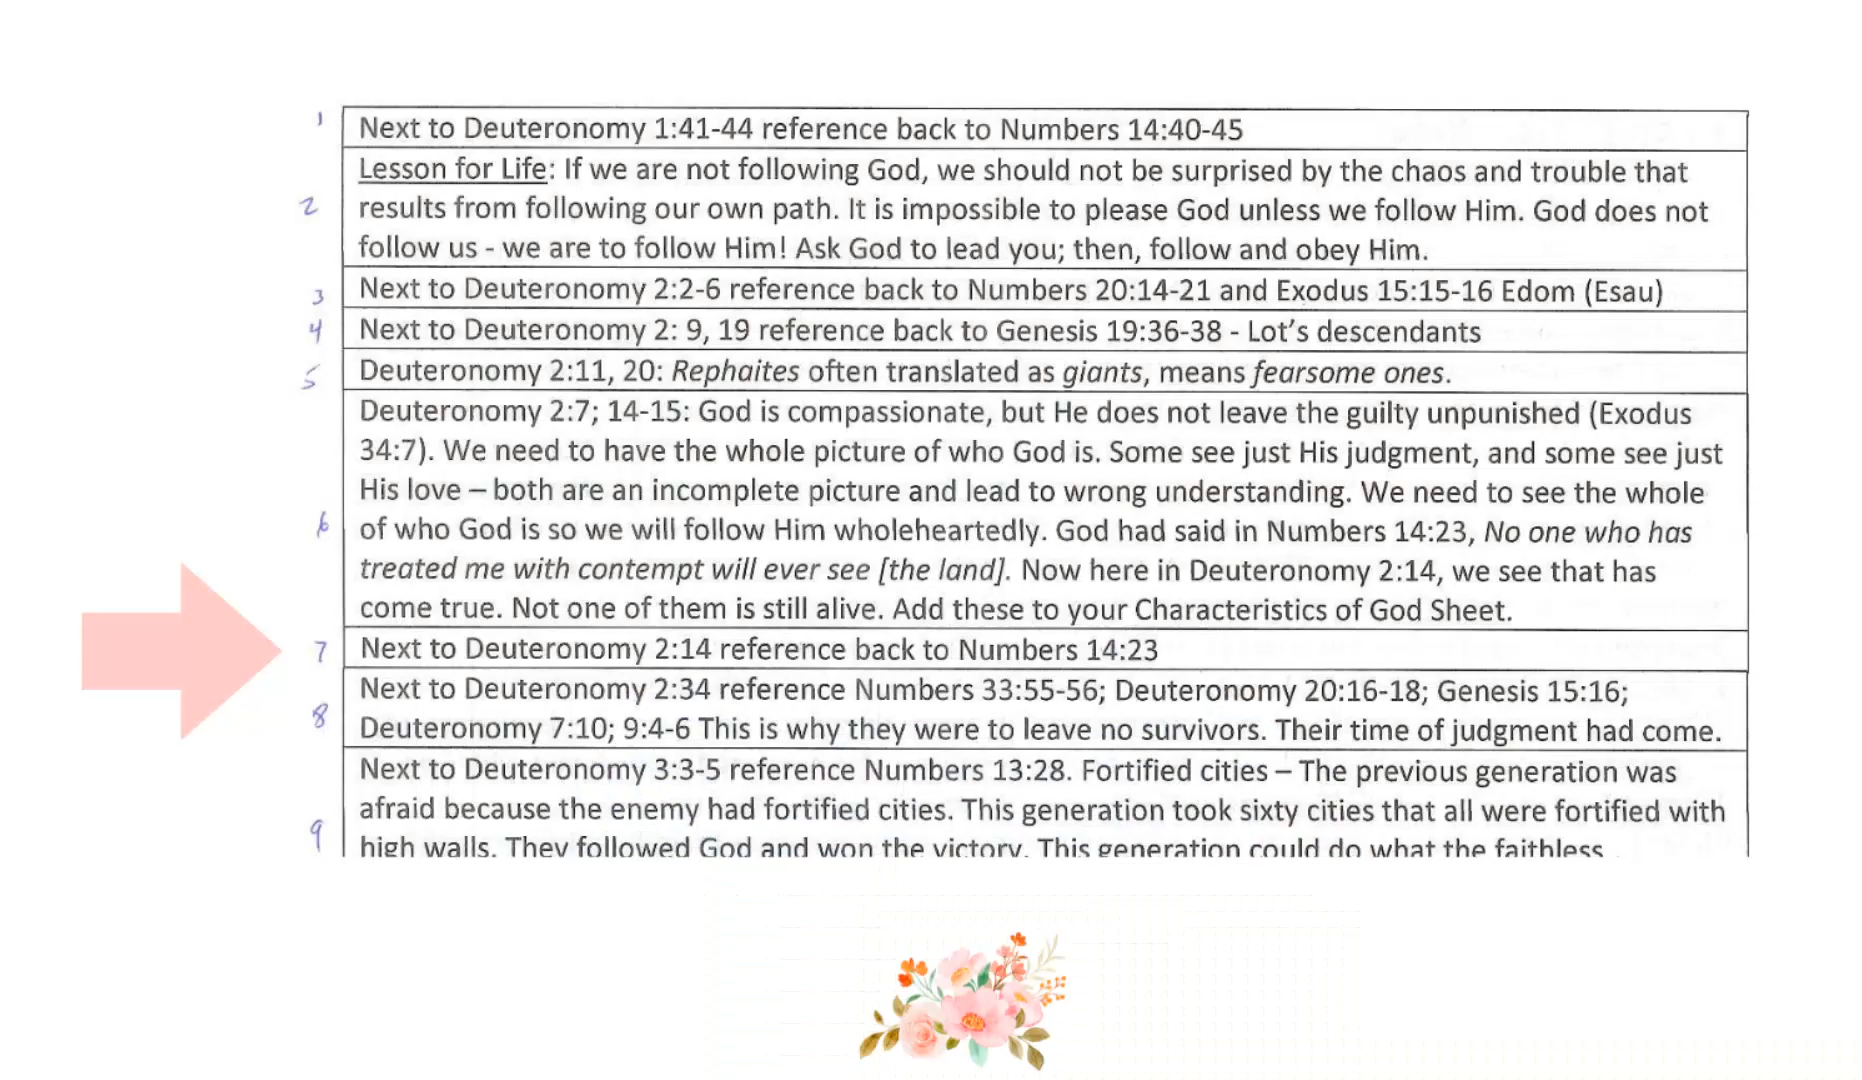 1 Next to Deuteronomy 1:41-44 reference back to Numbers 14:40-45
Lesson for Life: If we are not following God, we should not be surprised by the chaos and trouble that
2 results from following our own path. It is impossible to please God unless we follow Him. God does not
follow us - we are to follow Him! Ask God to lead you; then, follow and obey Him.
3 Next to Deuteronomy 2:2-6 reference back to Numbers 20:14-21 and Exodus 15:15-16 Edom (Esau)
4 Next to Deuteronomy 2: 9, 19 reference back to Genesis 19:36-38 - Lot's descendants
5 Deuteronomy 2:11, 20: Rephaites often translated as giants, means fearsome ones.
Deuteronomy 2:7; 14-15: God is compassionate, but He does not leave the guilty unpunished (Exodus
34:7). We need to have the whole picture of who God is. Some see just His judgment, and some see just
His love – both are an incomplete picture and lead to wrong understanding. We need to see the whole
6 of who God is so we will follow Him wholeheartedly. God had said in Numbers 14:23, No one who has
treated me with contempt will ever see [the land]. Now here in Deuteronomy 2:14, we see that has
come true. Not one of them is still alive. Add these to your Characteristics of God Sheet.
7 Next to Deuteronomy 2:14 reference back to Numbers 14:23
Next to Deuteronomy 2:34 reference Numbers 33:55-56; Deuteronomy 20:16-18; Genesis 15:16;
8 Deuteronomy 7:10; 9:4-6 This is why they were to leave no survivors. Their time of judgment had come.
Next to Deuteronomy 3:3-5 reference Numbers 13:28. Fortified cities – The previous generation was
afraid because the enemy had fortified cities. This generation took sixty cities that all were fortified with
9 high walls. They followed God and won the victory. This generation could do what the faithless